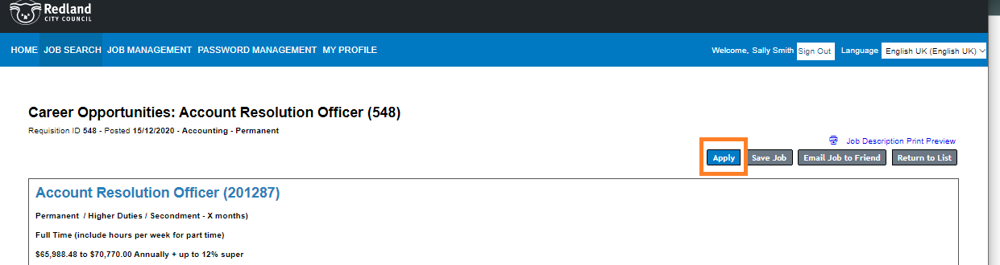 Redland
CITY COUNCIL
HOME JOB SEARCH JOB MANAGEMENT PASSWORD MANAGEMENT MY PROFILE
Welcome, Sally Smith Sign Out Language English UK (English UK)
Career Opportunities: Account Resolution Officer (548)
Requisition ID 548 - Posted 15/12/2020 - Accounting - Permanent
Job Description Print Preview
Apply Save Job Email Job to Friend Return to List
Account Resolution Officer (201287)
Permanent / Higher Duties / Secondment - X months)
Full Time (include hours per week for part time)
$65,988.48 to $70,770.00 Annually + up to 12% super